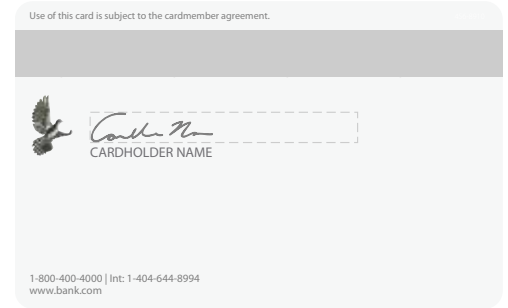 Use of this card is subject to the cardmember agreement.
CARDHOLDER NAME
1-800-400-4000 | Int: 1-404-644-8994
www.bank.com